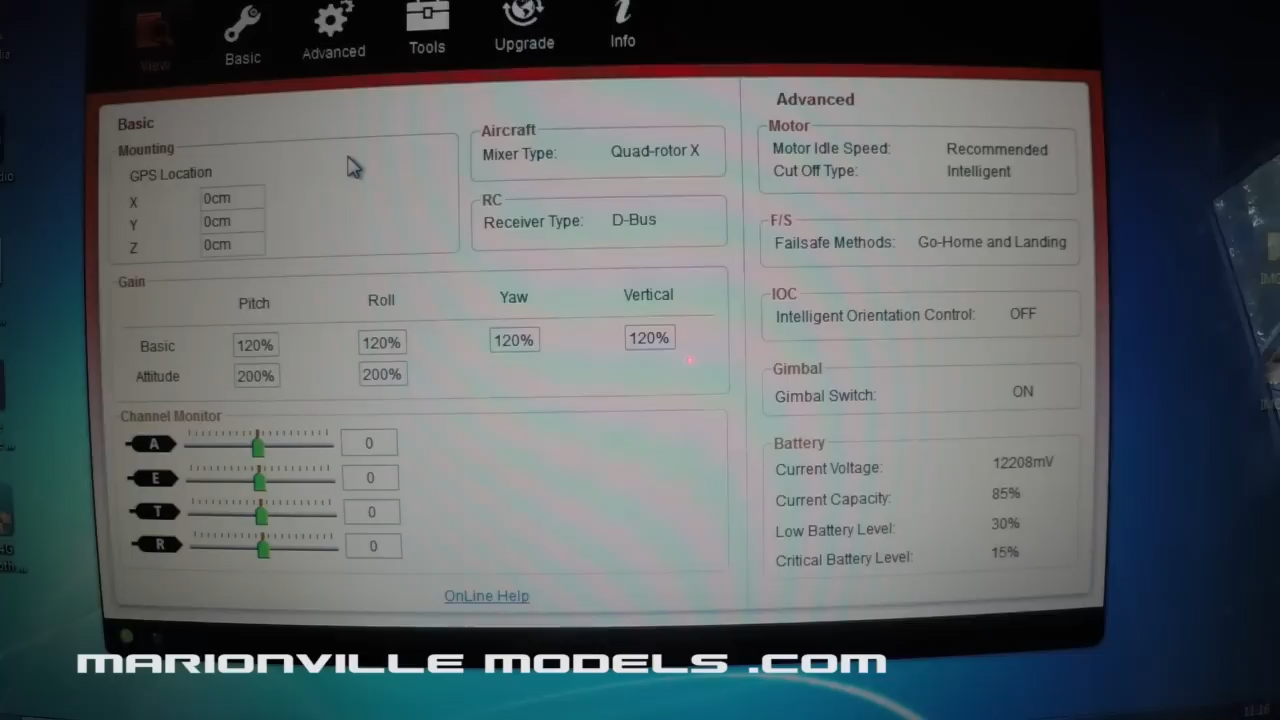 View
Basic
Advanced
Tools
Upgrade
Info
Basic
Mounting
GPS Location
X 0cm
Y 0cm
Z 0cm
Aircraft
Mixer Type: Quad-rotor X
RC
Receiver Type: D-Bus
Gain
Pitch Roll Yaw Vertical
Basic 120% 120% 120% 120%
Attitude 200% 200%
Channel Monitor
A 0
E 0
T 0
R 0
OnLine Help
Advanced
Motor
Motor Idle Speed: Recommended
Cut Off Type: Intelligent
F/S
Failsafe Methods: Go-Home and Landing
IOC
Intelligent Orientation Control: OFF
Gimbal
Gimbal Switch: ON
Battery
Current Voltage: 12208mV
Current Capacity: 85%
Low Battery Level: 30%
Critical Battery Level: 15%
MARIONVILLE MODELS .COM